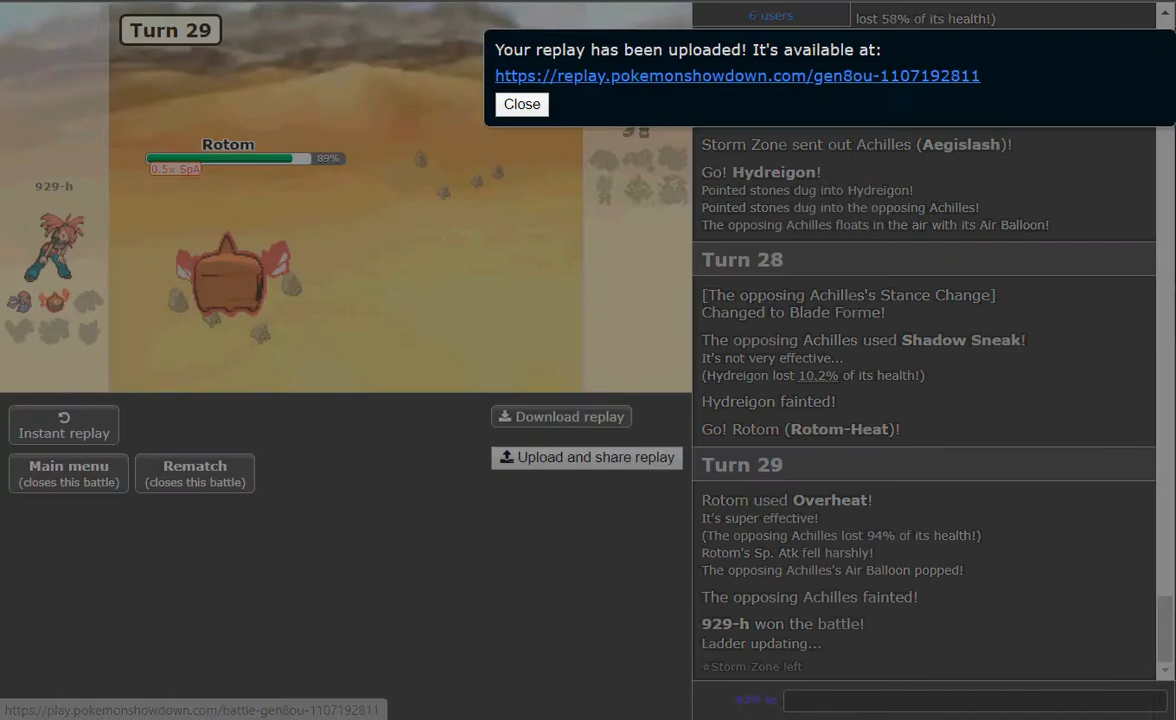 Turn 29
6 users
lost 58% of its health!)
Your replay has been uploaded! It's available at:
https://replay.pokemonshowdown.com/gen8ou-1107192811
Close
Rotom
89%
0.5x SpA
929-h
Storm Zone sent out Achilles (Aegislash)!
Go! Hydreigon!
Pointed stones dug into Hydreigon!
Pointed stones dug into the opposing Achilles!
The opposing Achilles floats in the air with its Air Balloon!
Turn 28
[The opposing Achilles's Stance Change]
Changed to Blade Forme!
The opposing Achilles used Shadow Sneak!
It's not very effective...
(Hydreigon lost 10.2% of its health!)
Hydreigon fainted!
Go! Rotom (Rotom-Heat)!
Turn 29
Rotom used Overheat!
It's super effective!
(The opposing Achilles lost 94% of its health!)
Rotom's Sp. Atk fell harshly!
The opposing Achilles's Air Balloon popped!
The opposing Achilles fainted!
929-h won the battle!
Ladder updating...
☆Storm Zone left
Instant replay
Download replay
Upload and share replay
Main menu
(closes this battle)
Rematch
(closes this battle)
https://play.pokemonshowdown.com/battle-gen8ou-1107192811